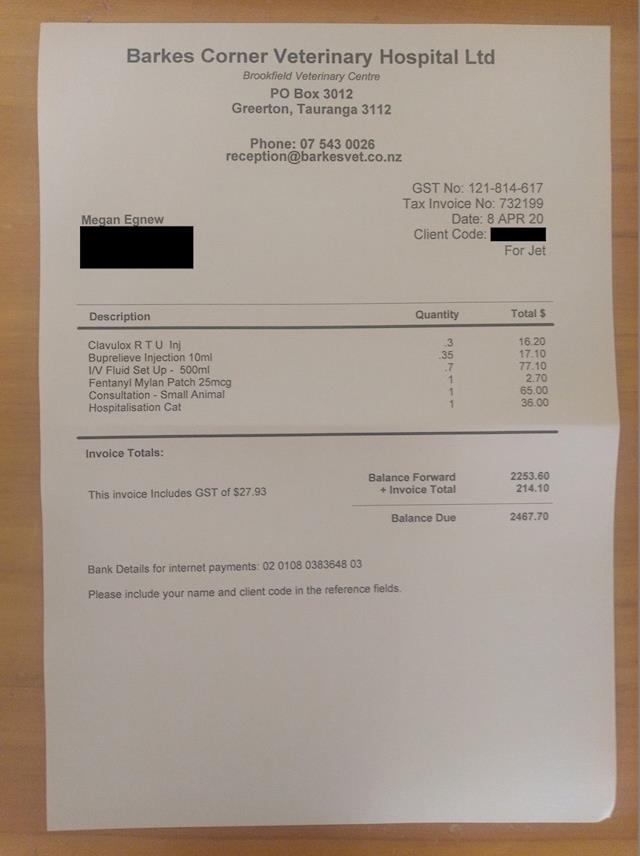 Barkes Corner Veterinary Hospital Ltd
Brookfield Veterinary Centre
PO Box 3012
Greerton, Tauranga 3112
Phone: 07 543 0026
reception@barkesvet.co.nz
GST No: 121-814-617
Tax Invoice No: 732199
Date: 8 APR 20
Client Code:
For Jet
Megan Egnew
Description Quantity Total $
Clavulox R T U Inj .3 16.20
Buprelieve Injection 10ml .35 17.10
I/V Fluid Set Up - 500ml .7 77.10
Fentanyl Mylan Patch 25mcg 1 2.70
Consultation - Small Animal 1 65.00
Hospitalisation Cat 1 36.00
Invoice Totals:
Balance Forward 2253.60
This invoice Includes GST of $27.93 + Invoice Total 214.10
Balance Due 2467.70
Bank Details for internet payments: 02 0108 0383648 03
Please include your name and client code in the reference fields.